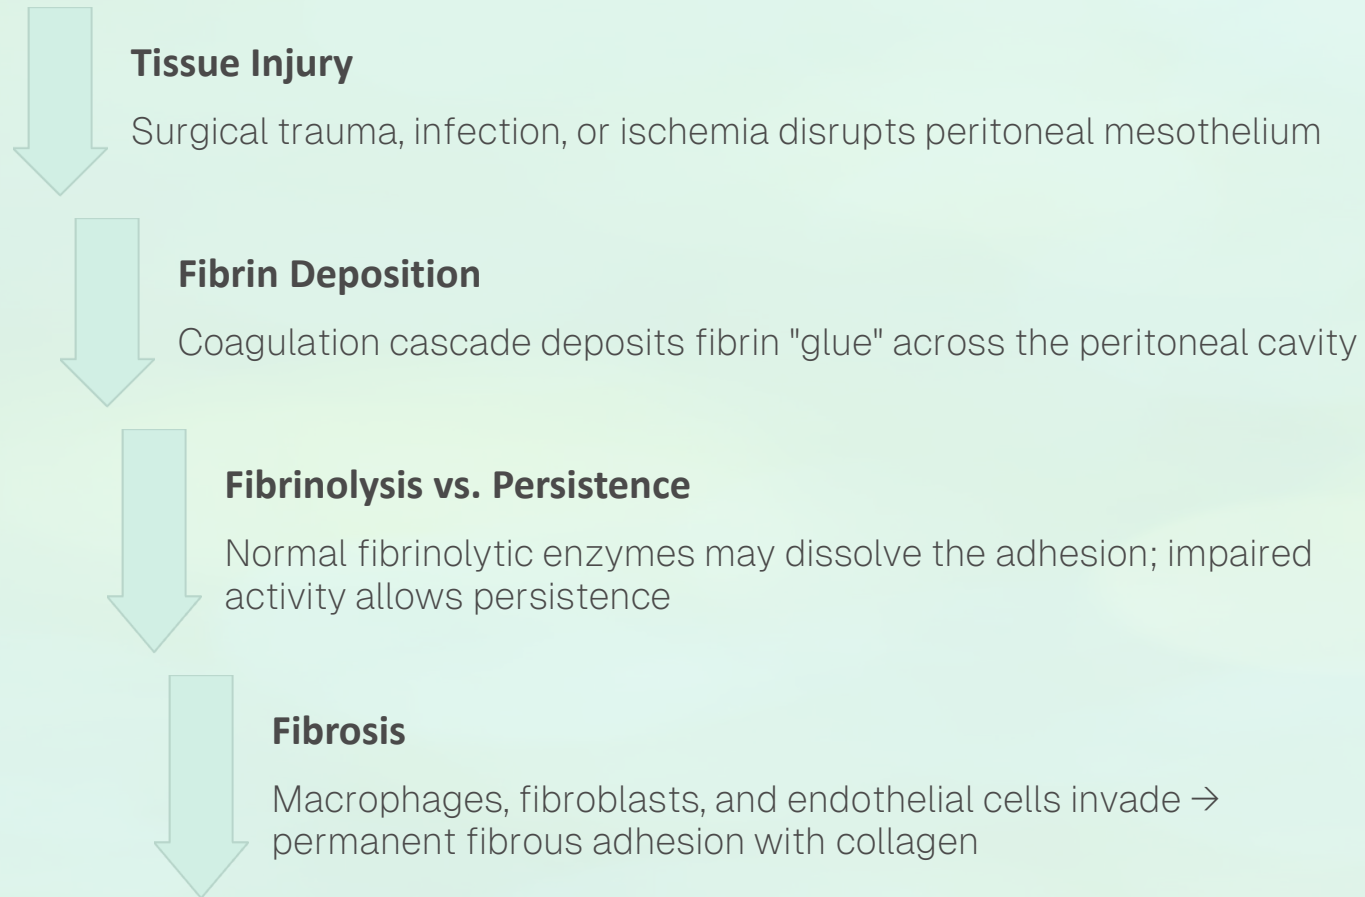 Tissue Injury
Surgical trauma, infection, or ischemia disrupts peritoneal mesothelium
Fibrin Deposition
Coagulation cascade deposits fibrin "glue" across the peritoneal cavity
Fibrinolysis vs. Persistence
Normal fibrinolytic enzymes may dissolve the adhesion; impaired
activity allows persistence
Fibrosis
Macrophages, fibroblasts, and endothelial cells invade →
permanent fibrous adhesion with collagen